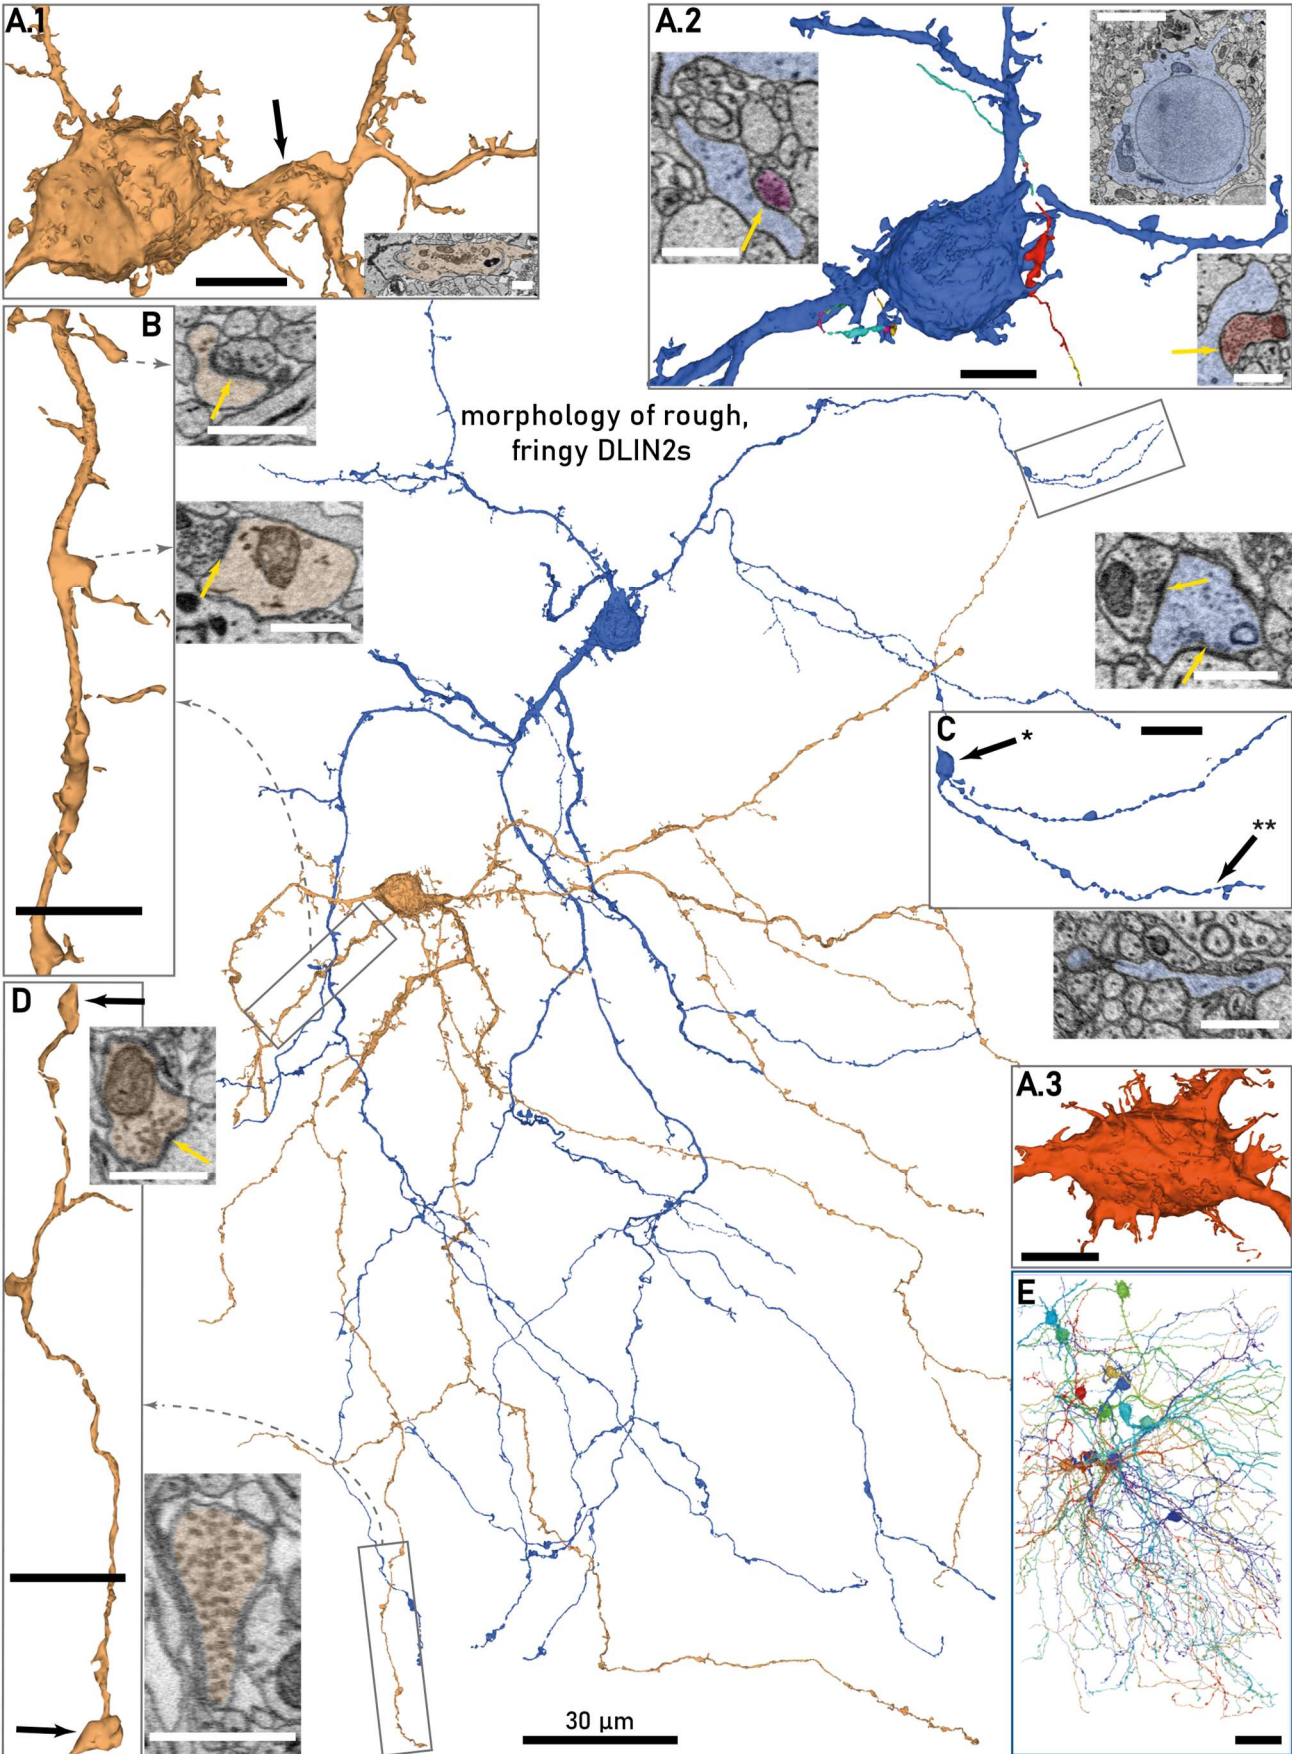 A.1
A.2
B
morphology of rough,
fringy DLIN2s
C
*
**
D
A.3
E
30 µm